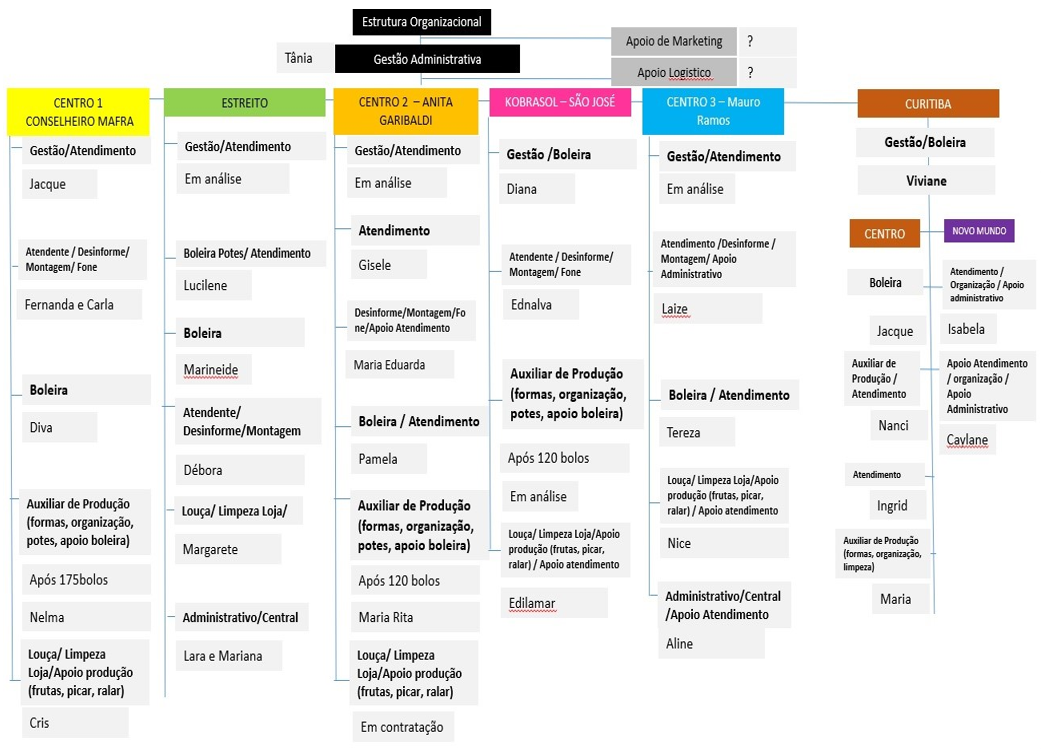 Estrutura Organizacional
Tânia
Gestão Administrativa
Apoio de Marketing
?
Apoio Logistico
?
CENTRO 1
CONSELHEIRO MAFRA
Gestão/Atendimento
Jacque
Atendente / Desinforme/
Montagem/ Fone
Fernanda e Carla
Boleira
Diva
Auxiliar de Produção
(formas, organização,
potes, apoio boleira)
Após 175bolos
Nelma
Louça/ Limpeza
Loja/Apoio produção
(frutas, picar, ralar)
Cris
ESTREITO
Gestão/Atendimento
Em análise
Boleira Potes/ Atendimento
Lucilene
Boleira
Marineide
Atendente/
Desinforme/Montagem
Débora
Louça/ Limpeza Loja/
Margarete
Administrativo/Central
Lara e Mariana
CENTRO 2 – ANITA
GARIBALDI
Gestão/Atendimento
Em análise
Atendimento
Gisele
Desinforme/Montagem/Fo
ne/Apoio Atendimento
Maria Eduarda
Boleira / Atendimento
Pamela
Auxiliar de Produção
(formas, organização,
potes, apoio boleira)
Após 120 bolos
Maria Rita
Louça/ Limpeza
Loja/Apoio produção
(frutas, picar, ralar)
Em contratação
KOBRASOL – SÃO JOSÉ
Gestão /Boleira
Diana
Atendente / Desinforme/
Montagem/ Fone
Ednalva
Auxiliar de Produção
(formas, organização,
potes, apoio boleira)
Após 120 bolos
Em análise
Louça/ Limpeza Loja/Apoio
produção (frutas, picar,
ralar) / Apoio atendimento
Edilamar
CENTRO 3 – Mauro
Ramos
Gestão/Atendimento
Em análise
Atendimento /Desinforme /
Montagem/ Apoio
Administrativo
Laize
Boleira / Atendimento
Tereza
Louça/ Limpeza Loja/Apoio
produção (frutas, picar,
ralar) / Apoio atendimento
Nice
Administrativo/Central
/Apoio Atendimento
Aline
CURITIBA
Gestão/Boleira
Viviane
CENTRO
Boleira
Jacque
Auxiliar de
Produção /
Atendimento
Nanci
Atendimento
Ingrid
Auxiliar de Produção
(formas, organização,
limpeza)
Maria
NOVO MUNDO
Atendimento /
Organização / Apoio
administrativo
Isabela
Apoio Atendimento
/ organização /
Apoio
Administrativo
Cavlane